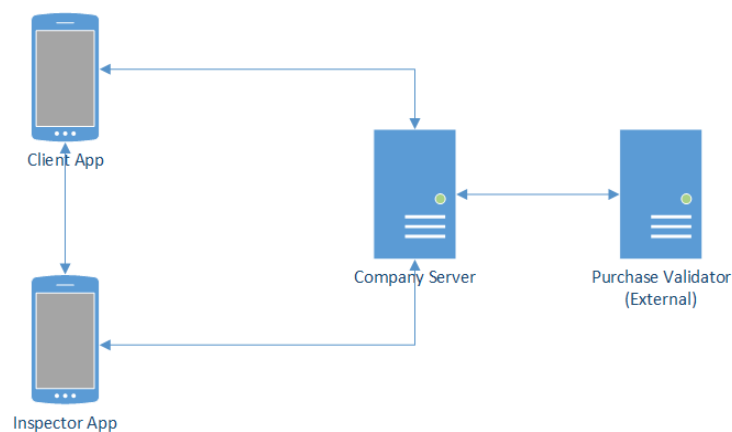 Client App
Company Server
Purchase Validator
(External)
Inspector App